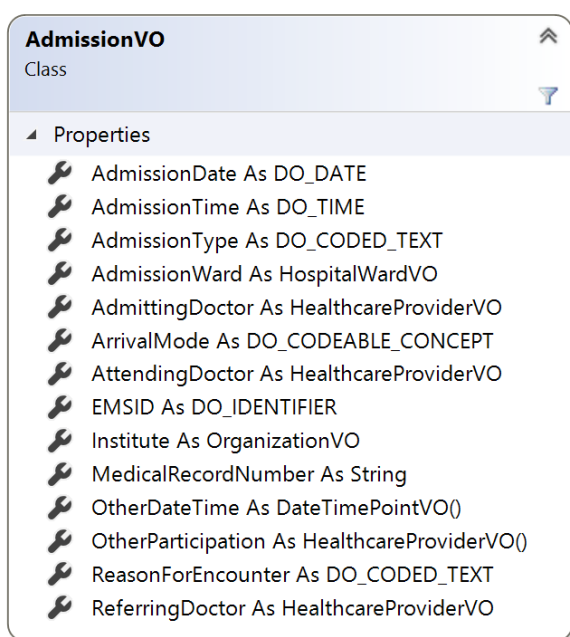 AdmissionVO
Class
Properties
AdmissionDate As DO_DATE
AdmissionTime As DO_TIME
AdmissionType As DO_CODED_TEXT
AdmissionWard As HospitalWardVO
AdmittingDoctor As HealthcareProviderVO
ArrivalMode As DO_CODEABLE_CONCEPT
AttendingDoctor As HealthcareProviderVO
EMSID As DO_IDENTIFIER
Institute As OrganizationVO
MedicalRecordNumber As String
OtherDateTime As DateTimePointVO()
OtherParticipation As HealthcareProviderVO()
ReasonForEncounter As DO_CODED_TEXT
ReferringDoctor As HealthcareProviderVO